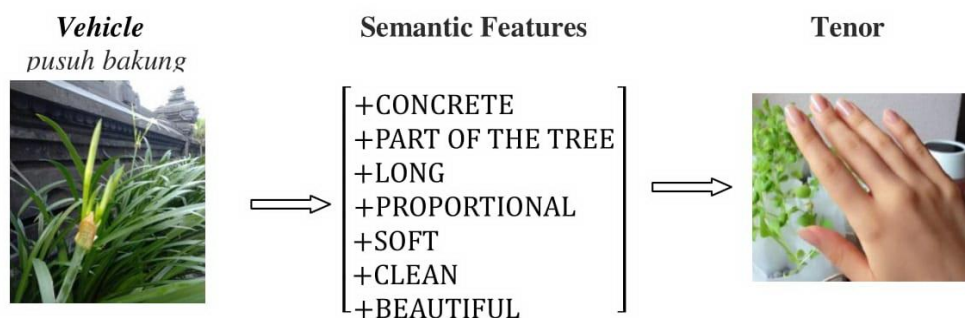 Vehicle
pusuh bakung
Semantic Features
+CONCRETE
+PART OF THE TREE
+LONG
+PROPORTIONAL
+SOFT
+CLEAN
+BEAUTIFUL
Tenor